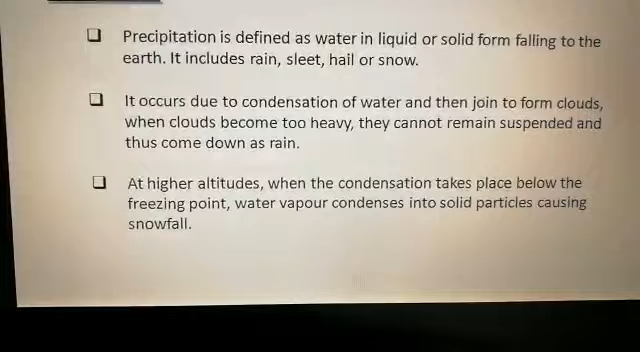 Precipitation is defined as water in liquid or solid form falling to the
earth. It includes rain, sleet, hail or snow.
It occurs due to condensation of water and then join to form clouds,
when clouds become too heavy, they cannot remain suspended and
thus come down as rain.
At higher altitudes, when the condensation takes place below the
freezing point, water vapour condenses into solid particles causing
snowfall.